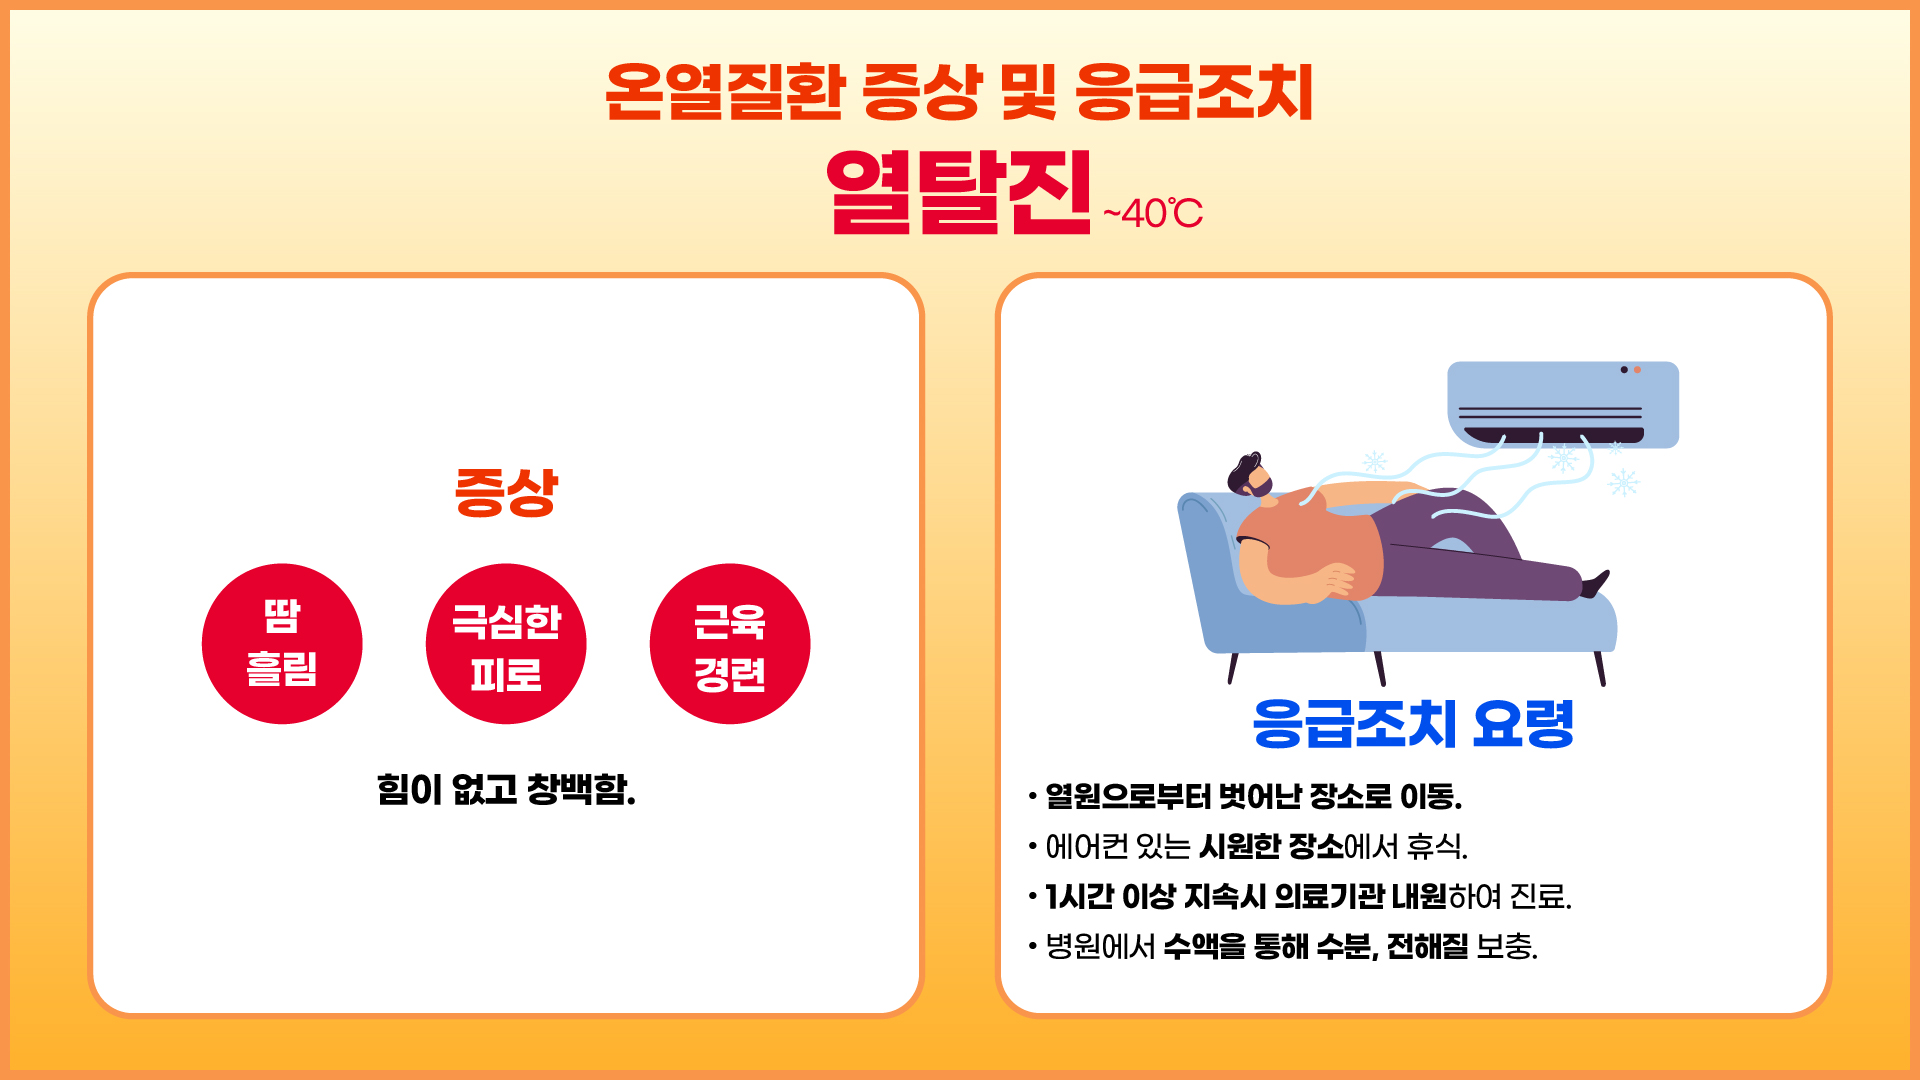 온열질환 증상 및 응급조치
열탈진 ~40℃
증상
땀
흘림
극심한
피로
근육
경련
힘이 없고 창백함.
응급조치 요령
• 열원으로부터 벗어난 장소로 이동.
• 에어컨 있는 시원한 장소에서 휴식.
• 1시간 이상 지속시 의료기관 내원하여 진료.
• 병원에서 수액을 통해 수분, 전해질 보충.